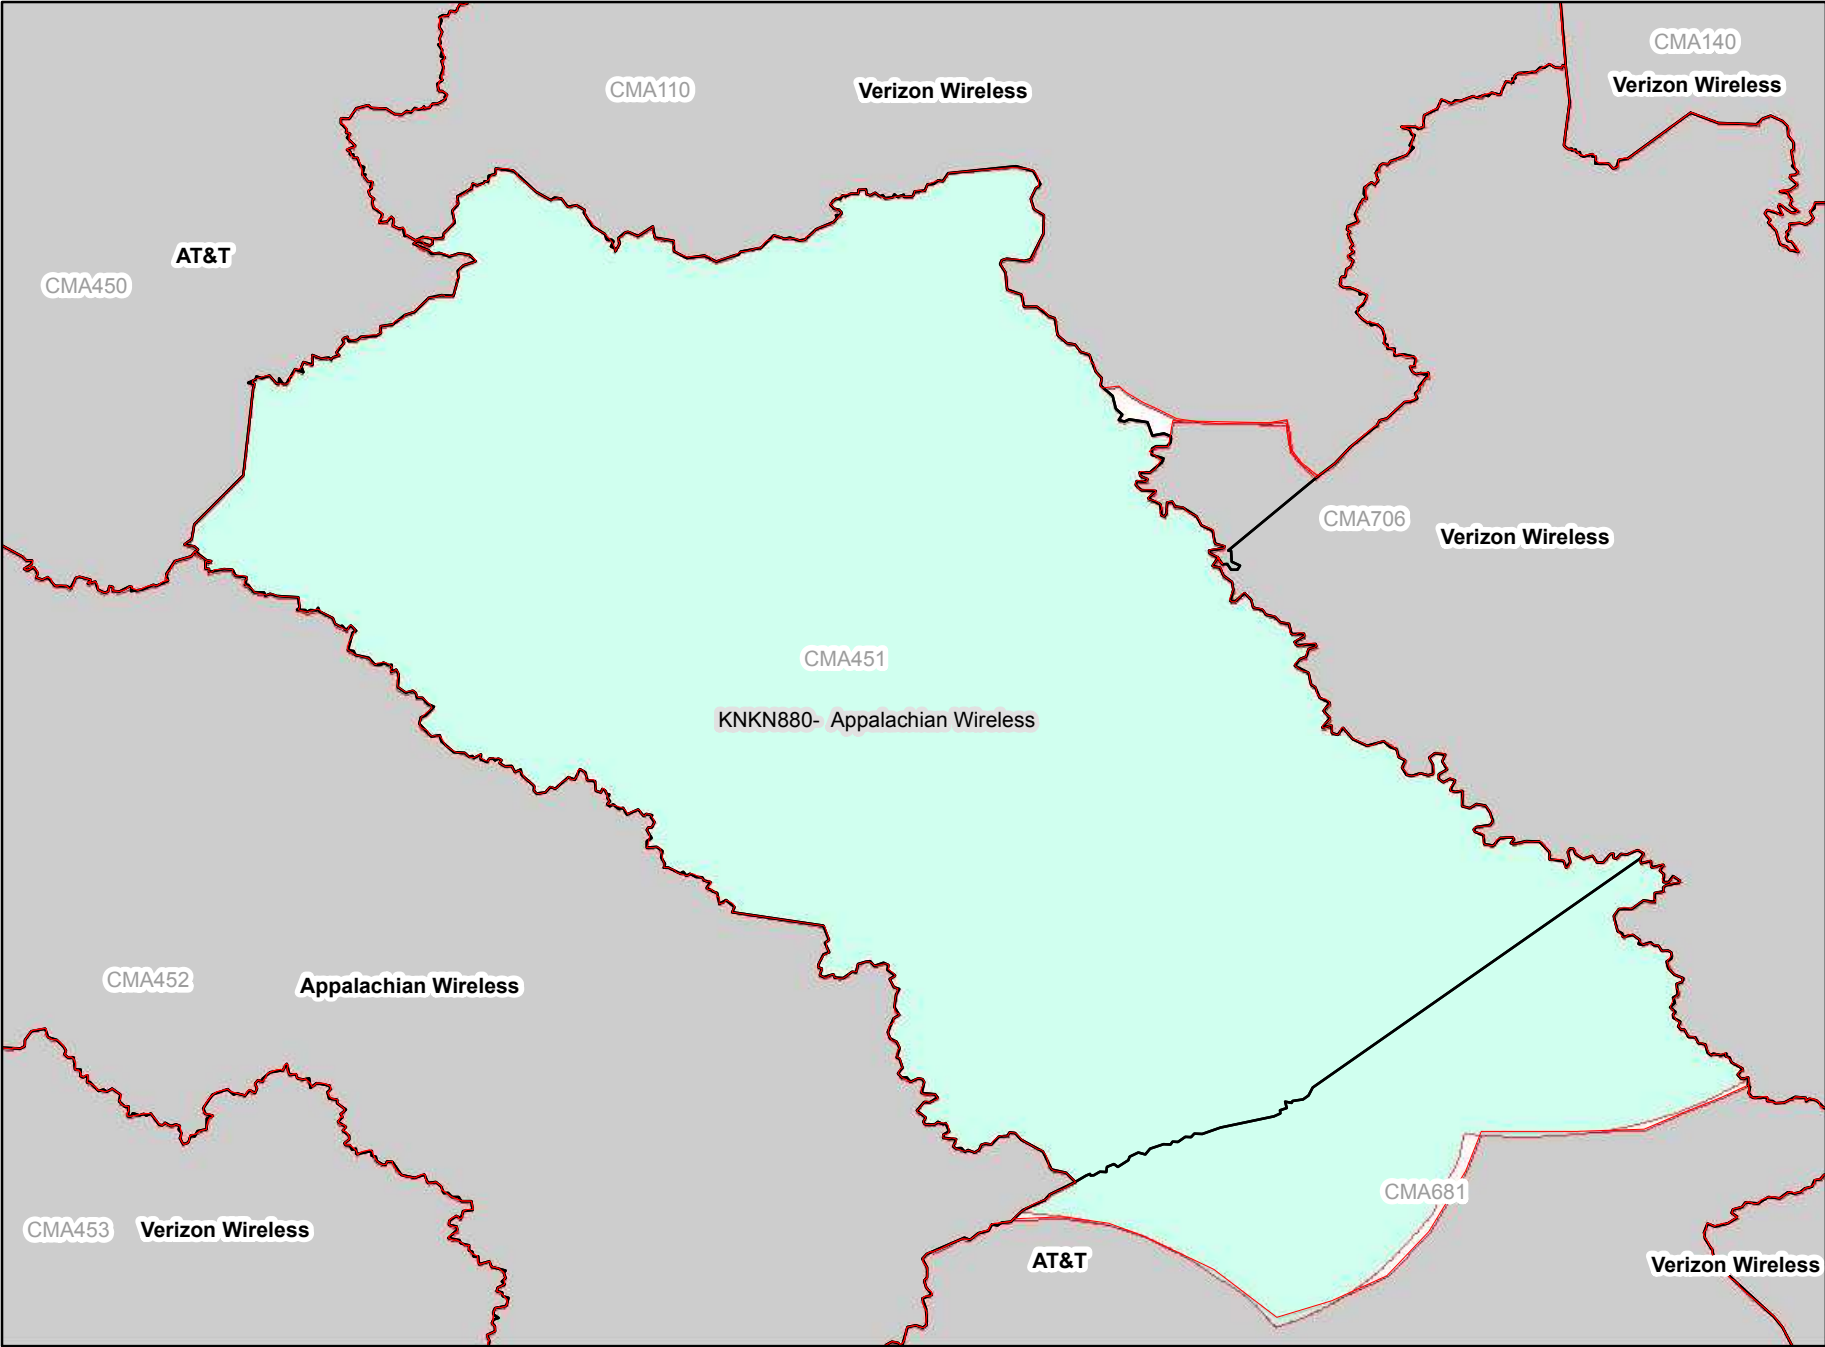 CMA140
Verizon Wireless
CMA110
Verizon Wireless
AT&T
CMA450
CMA706
Verizon Wireless
CMA451
KNKN880- Appalachian Wireless
CMA452
Appalachian Wireless
CMA681
CMA453
Verizon Wireless
AT&T
Verizon Wireless